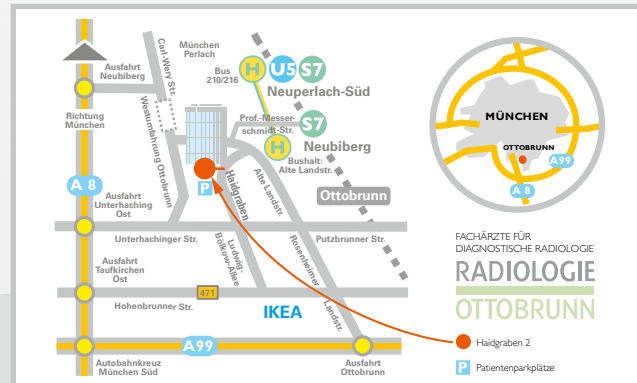 Ausfahrt
Neubiberg
Carl-Wery Str.
München
Perlach
Bus
210/216
H
U5
S7
Neuperlach-Süd
Richtung
München
Westumfahrung Ottobrunn
Prof.-Messer-
schmidt-Str.
S7
Neubiberg
H
Bushalt:
Alte Landstr.
A 8
P
Haidgraben
Alte Landstr.
Ottobrunn
Ausfahrt
Unterhaching
Ost
Unterhachinger Str.
Ludwig-
Bölkow-Allee
Rosenheimer
Landstr.
Putzbrunner Str.
Ausfahrt
Taufkirchen
Ost
471
Hohenbrunner Str.
IKEA
A99
Autobahnkreuz
München Süd
Ausfahrt
Ottobrunn
MÜNCHEN
OTTOBRUNN
A99
A 8
FACHÄRZTE FÜR
DIAGNOSTISCHE RADIOLOGIE
RADIOLOGIE
OTTOBRUNN
Haidgraben 2
P Patientenparkplätze